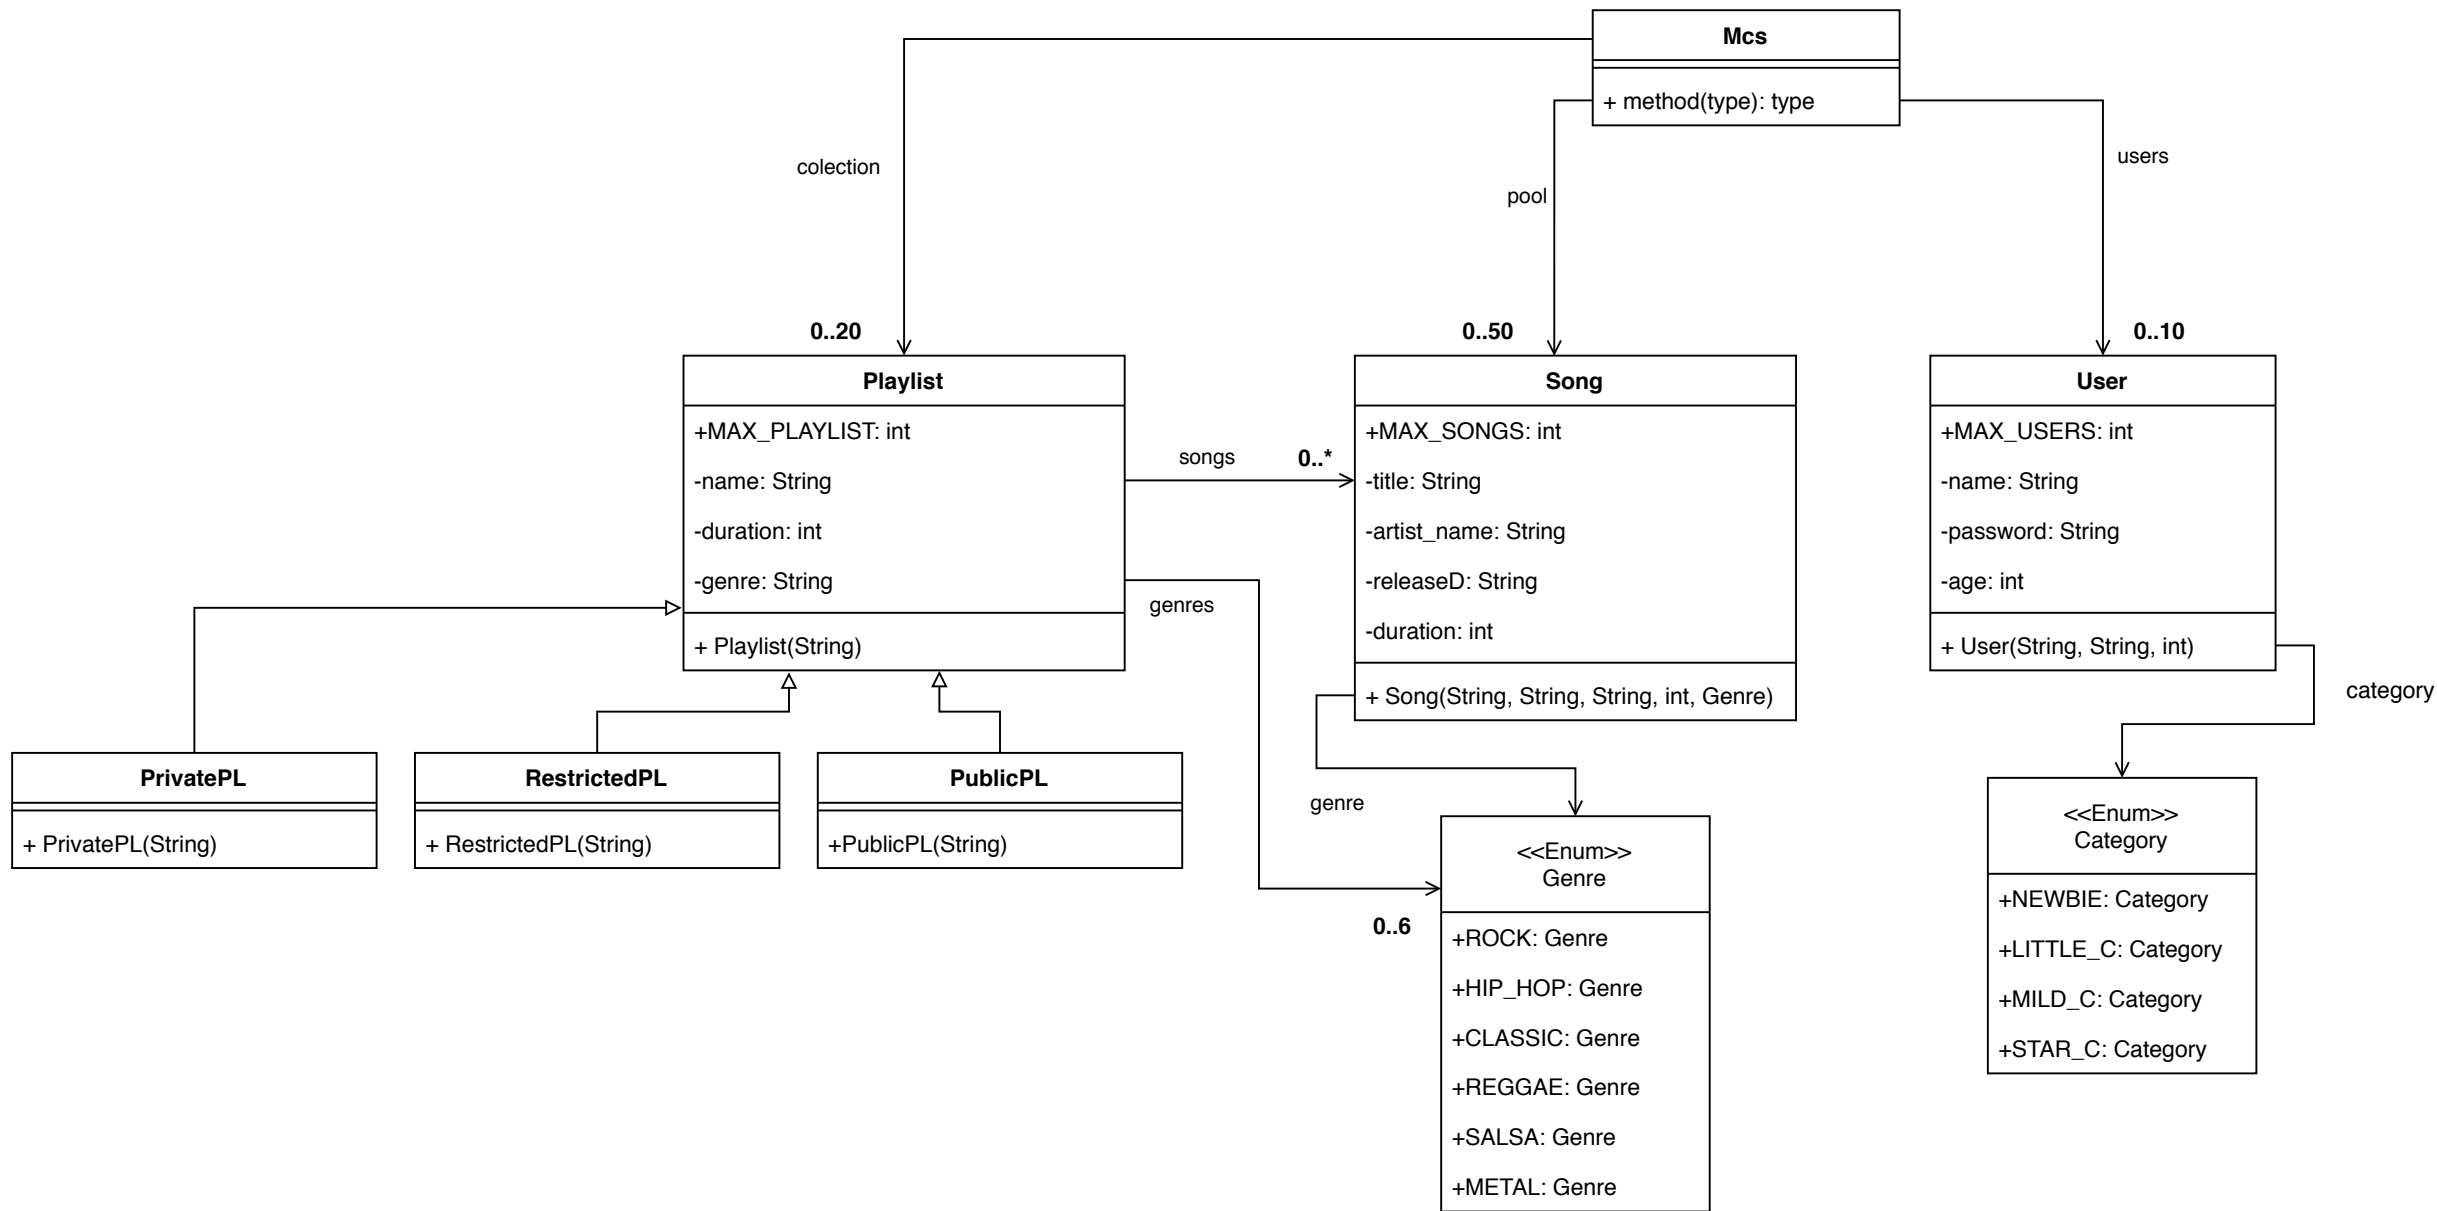 Mcs
+ method(type): type
colection
pool
users
0..20
0..50
0..10
Playlist
+MAX_PLAYLIST: int
-name: String
-duration: int
-genre: String
+ Playlist(String)
songs
0..*
genres
Song
+MAX_SONGS: int
-title: String
-artist_name: String
-releaseD: String
-duration: int
+ Song(String, String, String, int, Genre)
User
+MAX_USERS: int
-name: String
-password: String
-age: int
+ User(String, String, int)
category
PrivatePL
+ PrivatePL(String)
RestrictedPL
+ RestrictedPL(String)
PublicPL
+PublicPL(String)
genre
0..6
<<Enum>>
Genre
+ROCK: Genre
+HIP_HOP: Genre
+CLASSIC: Genre
+REGGAE: Genre
+SALSA: Genre
+METAL: Genre
<<Enum>>
Category
+NEWBIE: Category
+LITTLE_C: Category
+MILD_C: Category
+STAR_C: Category